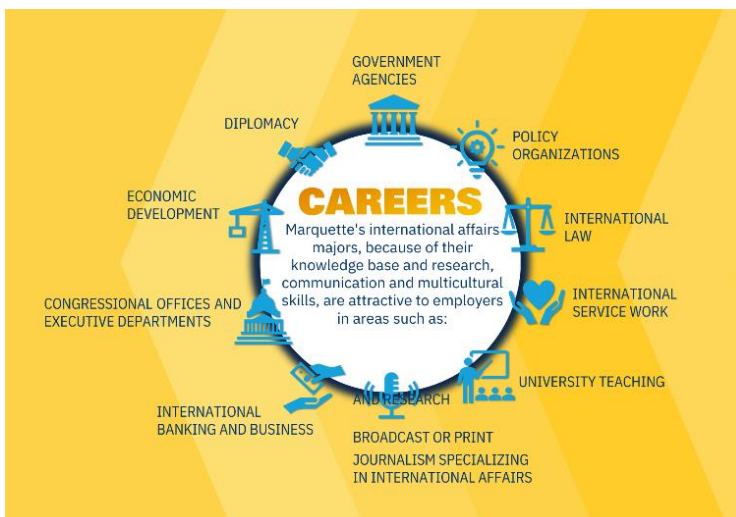 GOVERNMENT
AGENCIES
DIPLOMACY
POLICY
ORGANIZATIONS
ECONOMIC
DEVELOPMENT
CAREERS
Marquette's international affairs
majors, because of their
knowledge base and research,
communication and multicultural
skills, are attractive to employers
in areas such as:
INTERNATIONAL
LAW
CONGRESSIONAL OFFICES AND
EXECUTIVE DEPARTMENTS
INTERNATIONAL
SERVICE WORK
UNIVERSITY TEACHING
AND RESEARCH
INTERNATIONAL
BANKING AND BUSINESS
BROADCAST OR PRINT
JOURNALISM SPECIALIZING
IN INTERNATIONAL AFFAIRS